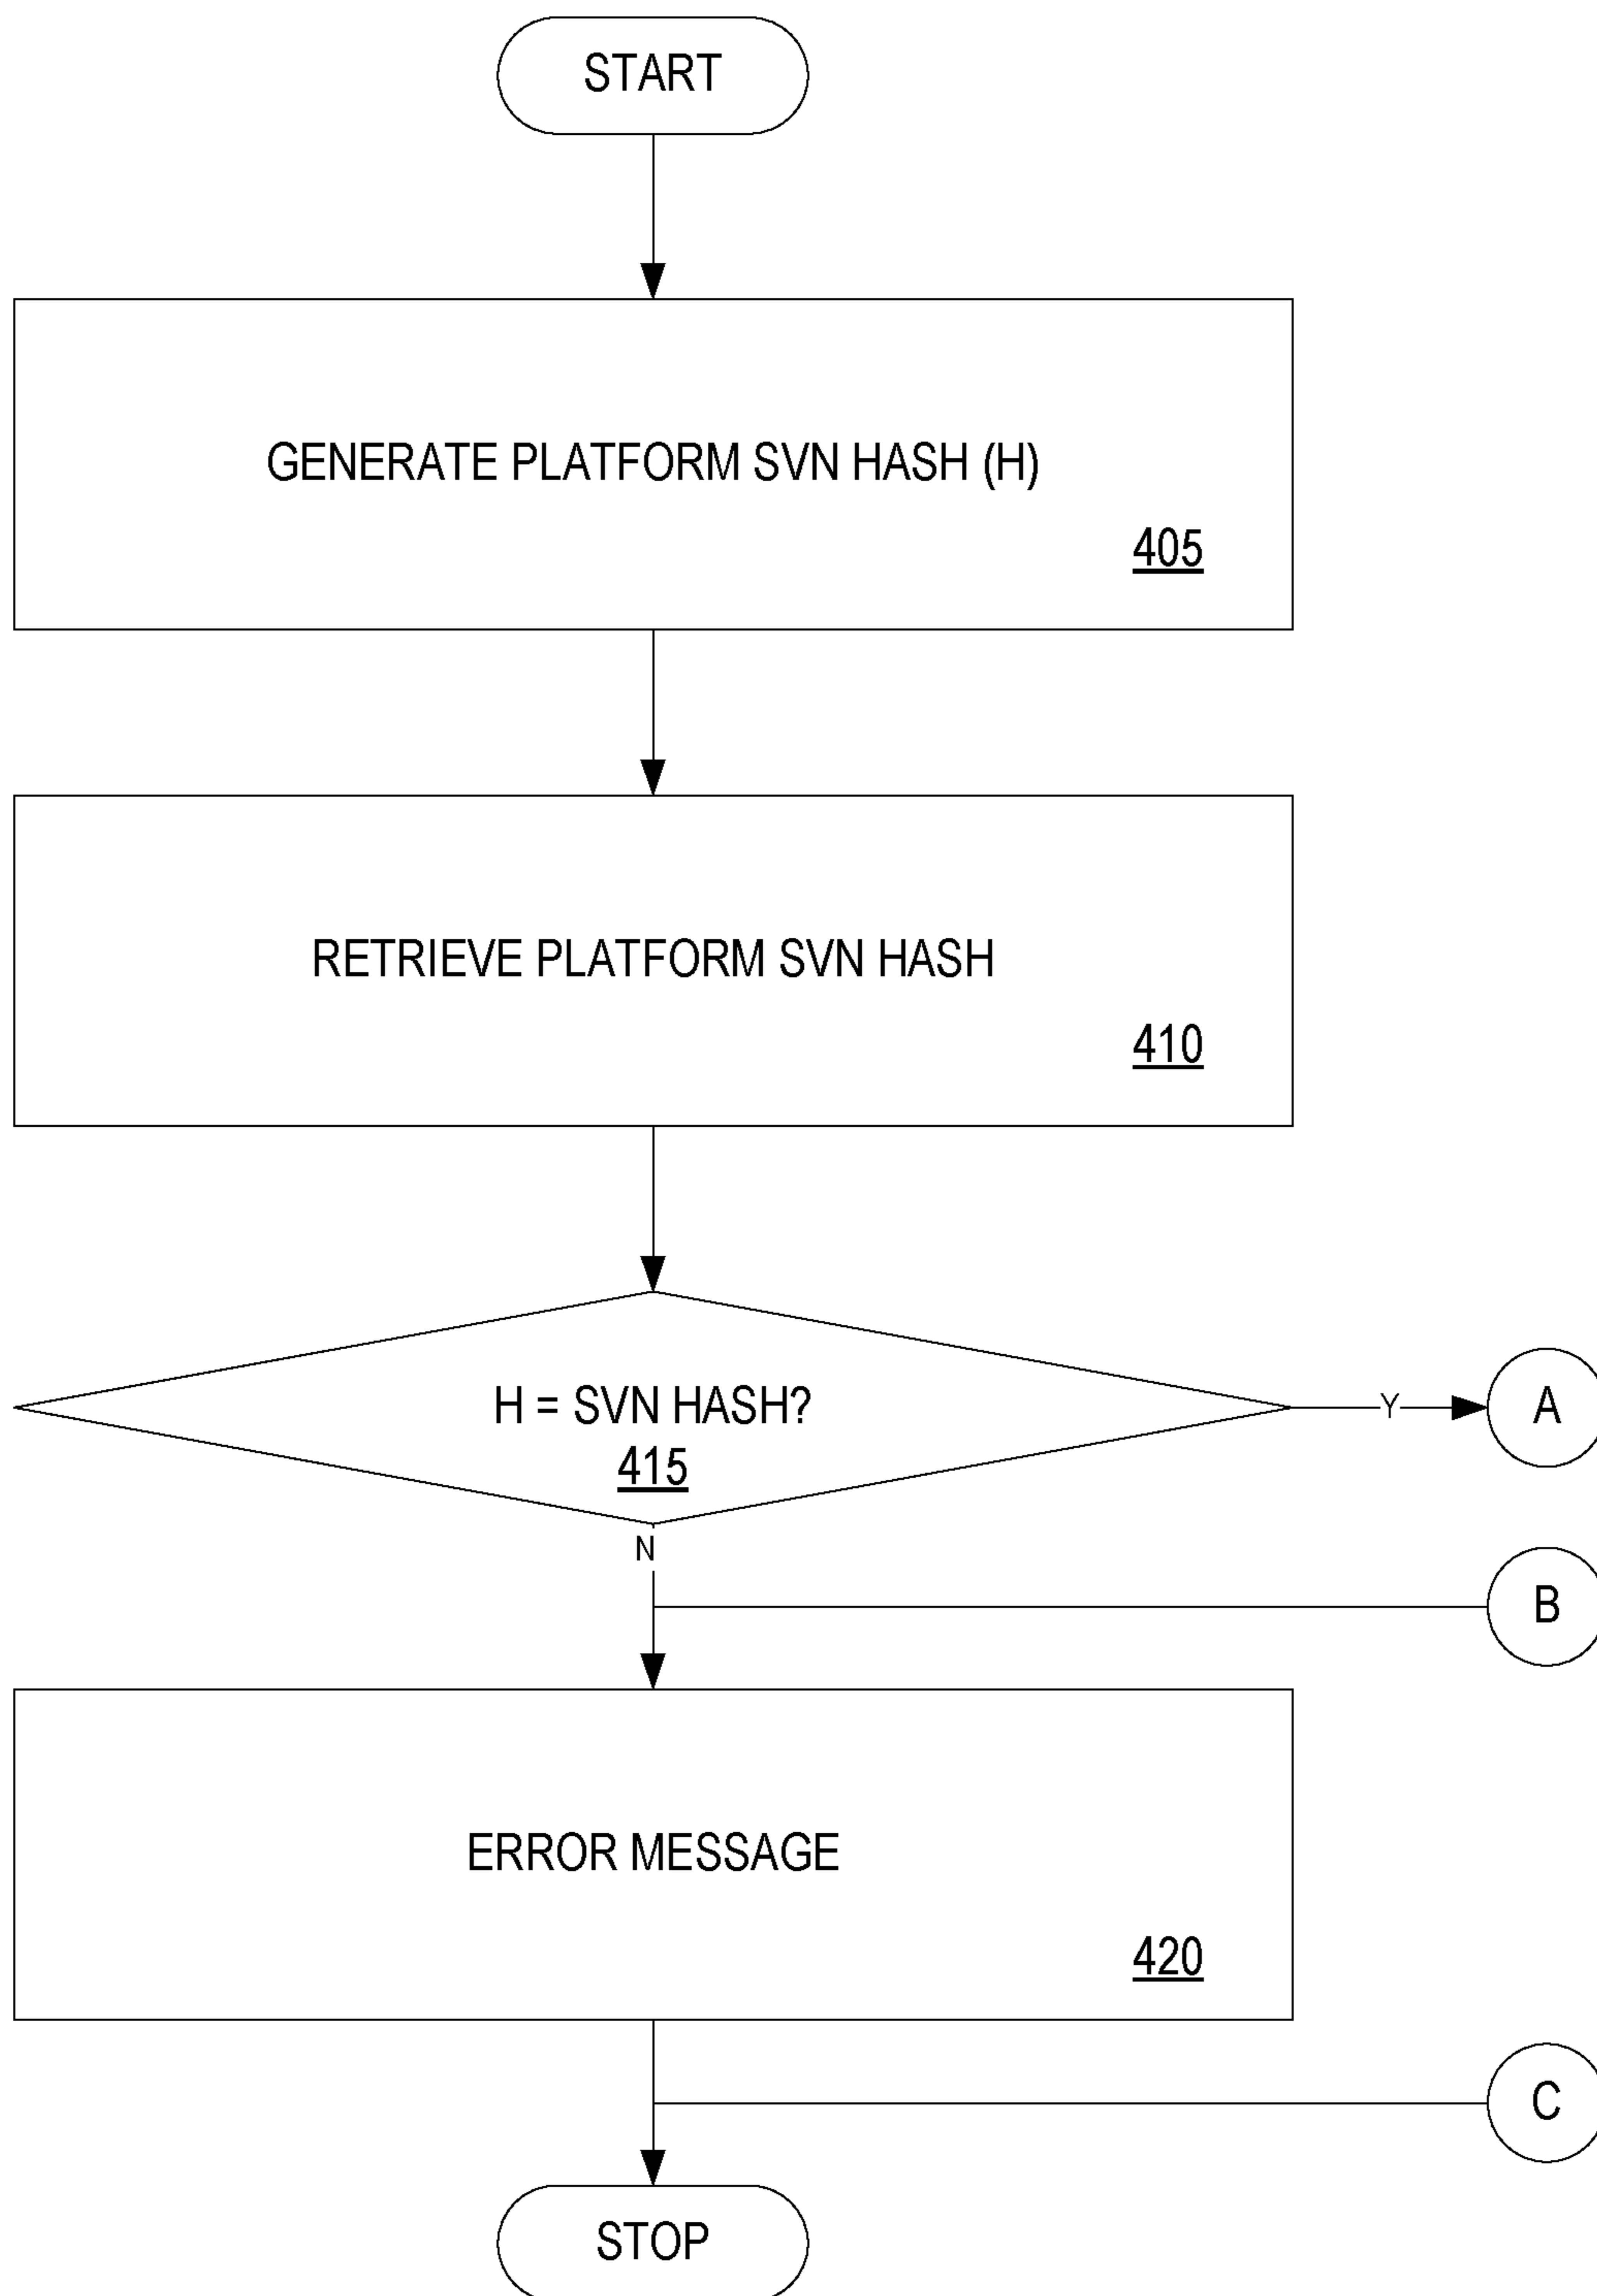 START
GENERATE PLATFORM SVN HASH (H)
405
RETRIEVE PLATFORM SVN HASH
410
H = SVN HASH?
415
Y
A
N
B
ERROR MESSAGE
420
C
STOP